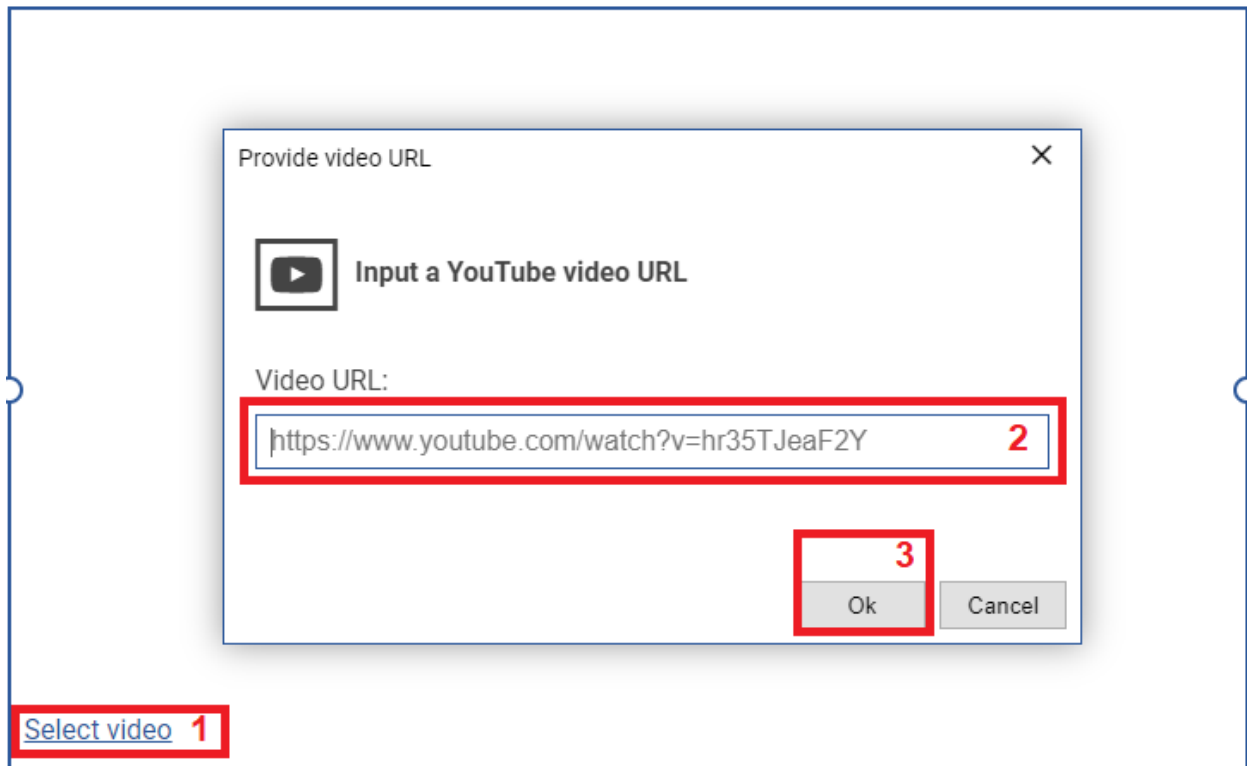 Provide video URL
Input a YouTube video URL
Video URL:
https://www.youtube.com/watch?v=hr35TJeaF2Y 2
3
Ok Cancel
Select video 1